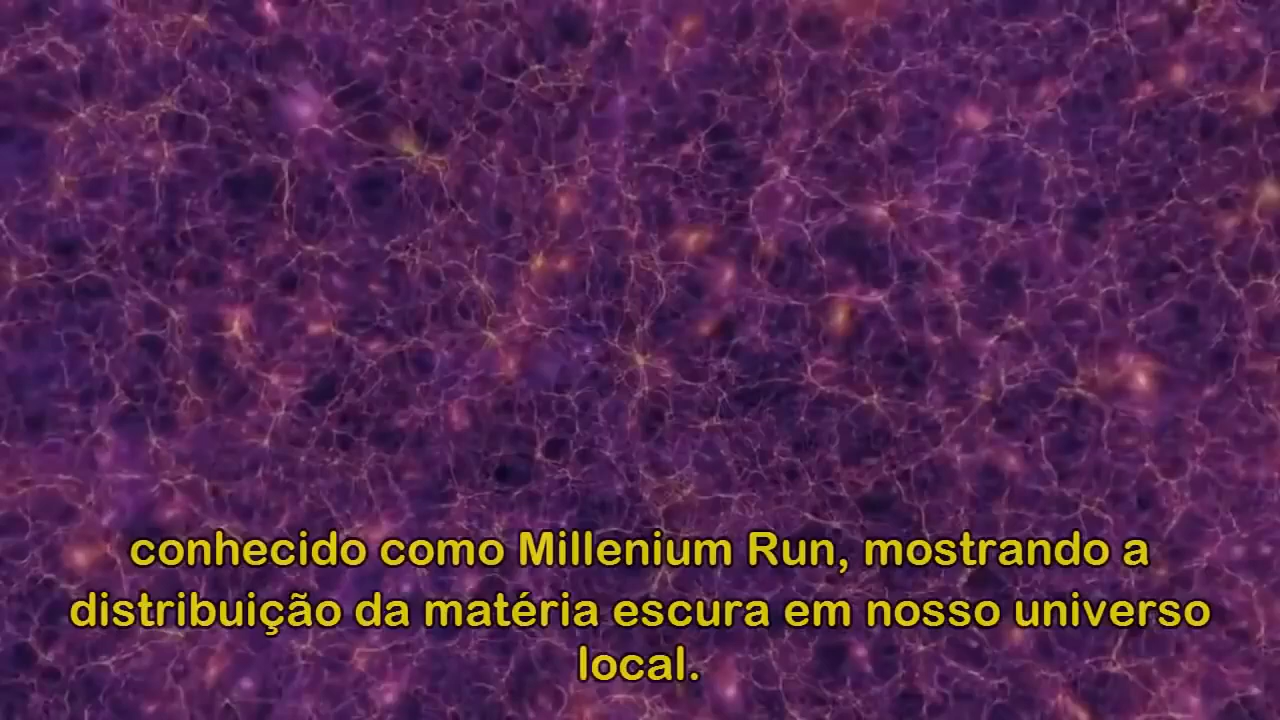 conhecido como Millenium Run, mostrando a
distribuição da matéria escura em nosso universo
local.